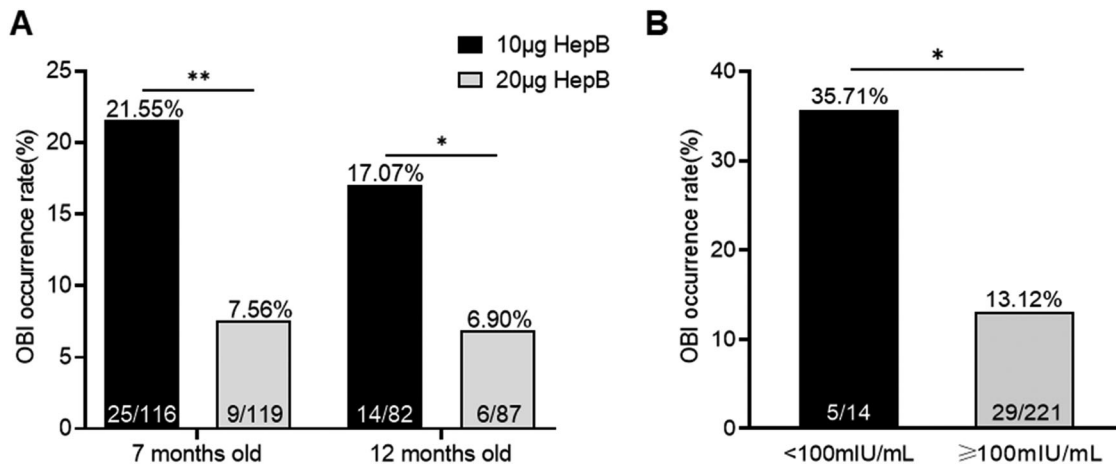 A
10μg HepB
20μg HepB
OBI occurrence rate(%)
25
20
15
10
5
0
**
21.55%
7.56%
*
17.07%
6.90%
25/116
9/119
14/82
6/87
7 months old
12 months old
B
OBI occurrence rate(%)
40
30
20
10
0
*
35.71%
13.12%
5/14
29/221
<100mIU/mL
⩾100mIU/mL